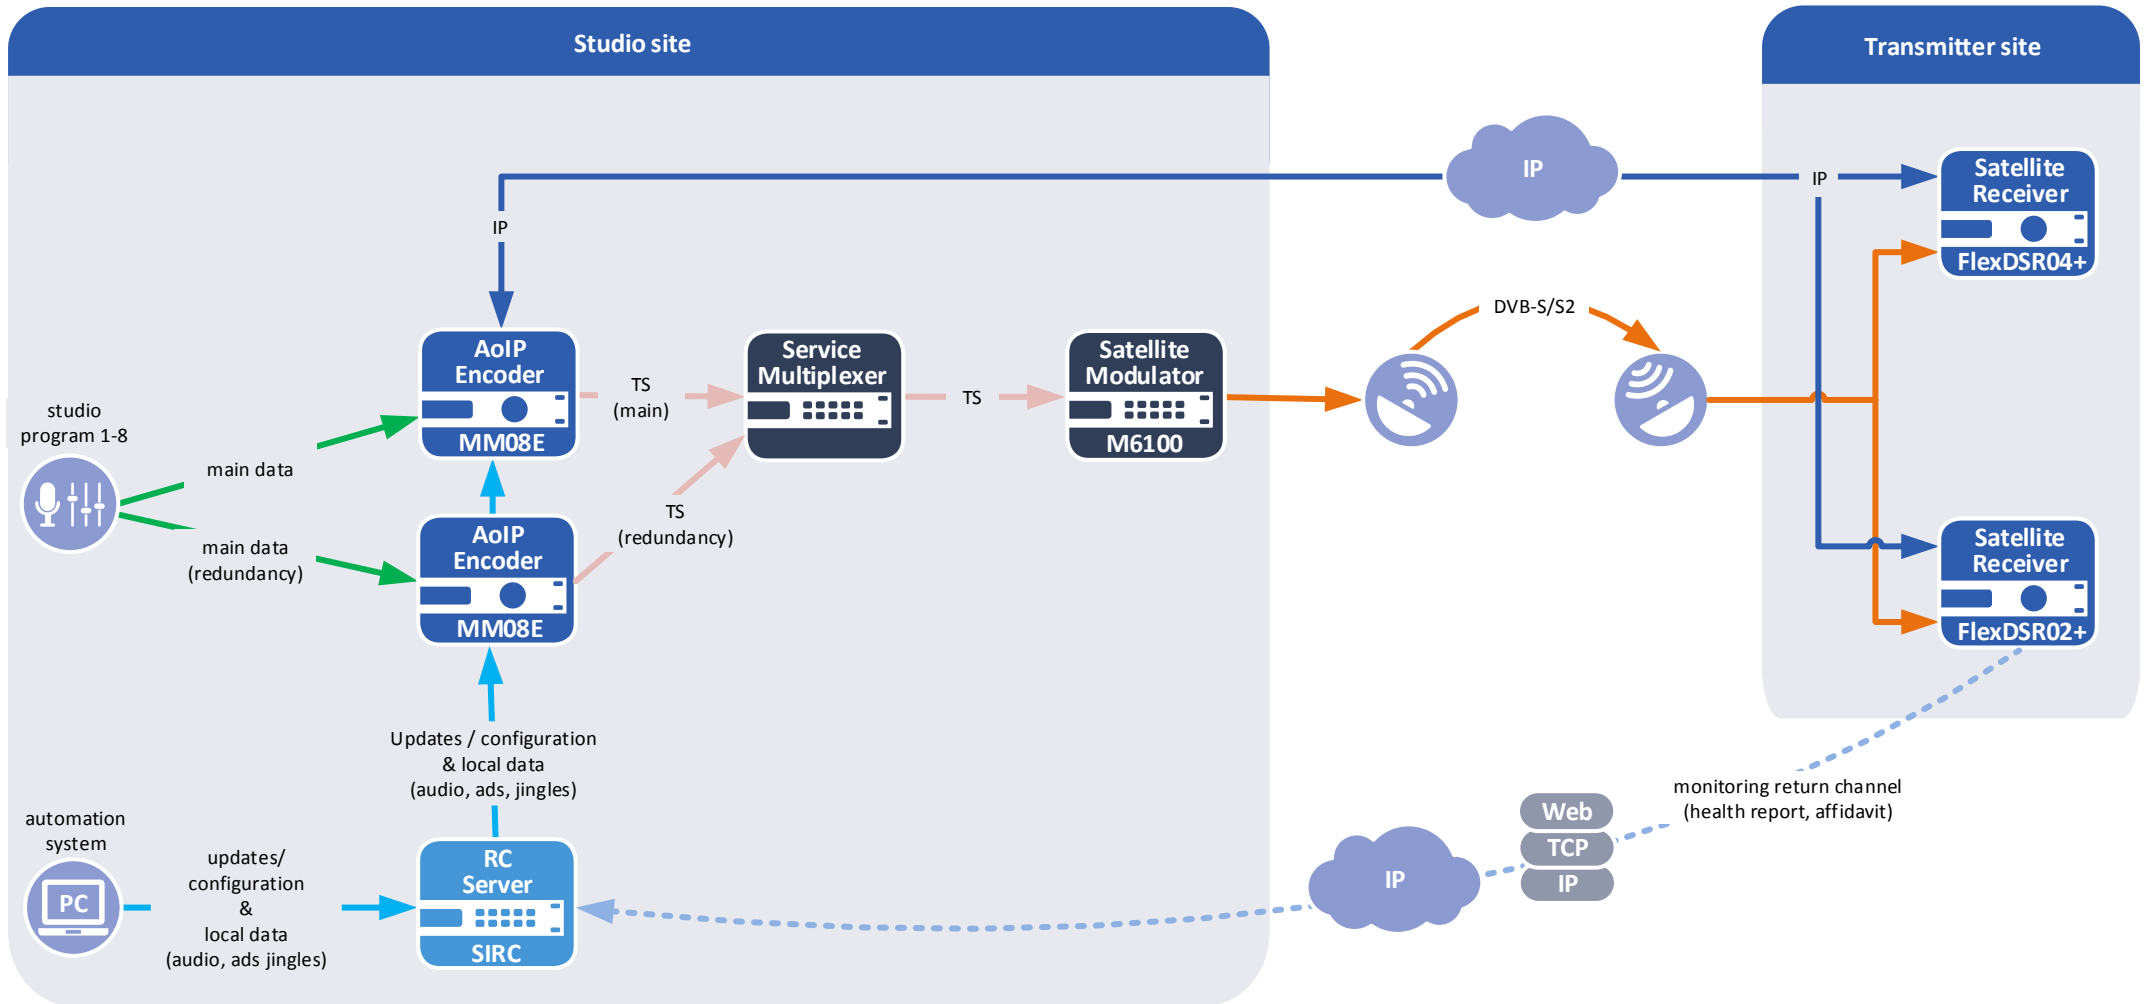 Studio site
Transmitter site
IP
IP
IP
Satellite
Receiver
FlexDSR04+
DVB-S/S2
AoIP
Encoder
MM08E
TS
(main)
Service
Multiplexer
TS
Satellite
Modulator
M6100
studio
program 1-8
main data
main data
(redundancy)
AoIP
Encoder
MM08E
TS
(redundancy)
Satellite
Receiver
FlexDSR02+
Updates / configuration
& local data
(audio, ads, jingles)
monitoring return channel
(health report, affidavit)
Web
TCP
IP
IP
automation
system
PC
updates/
configuration
&
local data
(audio, ads jingles)
RC
Server
SIRC